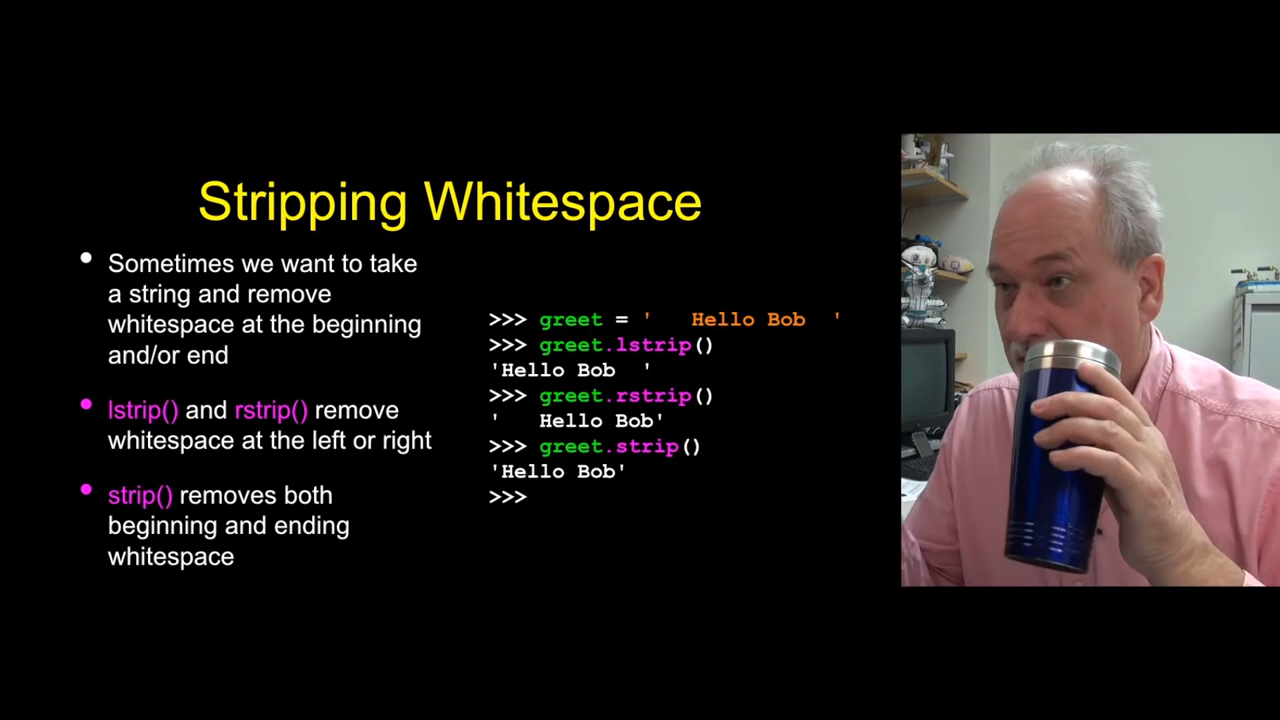 Stripping Whitespace
• Sometimes we want to take
a string and remove
whitespace at the beginning
and/or end
• lstrip() and rstrip() remove
whitespace at the left or right
• strip() removes both
beginning and ending
whitespace
>>> greet = '   Hello Bob  '
>>> greet.lstrip()
'Hello Bob  '
>>> greet.rstrip()
'   Hello Bob'
>>> greet.strip()
'Hello Bob'
>>>